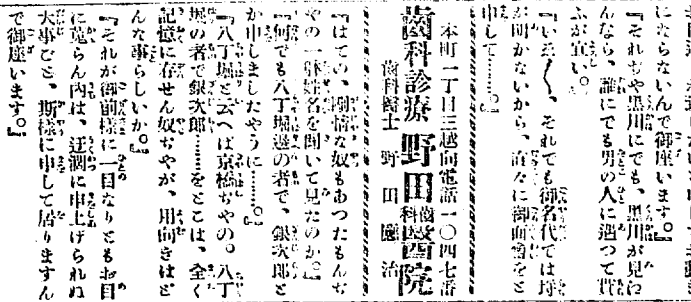 にならないんで御座います。』
『それぢや黒川にでも、黒川が見わ
んなら、誰にでも男の人に逅つて貰
ふが宜い。
『いえ〱、それでも御名代では埒
が明かないから、直々に御面會をと
申して……。』
本町一丁目三越向電話一〇四七番
歯科診療 野田歯科醫院
歯科醫士 野田 治
『はての、剛情な奴もあつたもんぢ
やの一體姓名を聞いて見たのか。』
『何でも八丁堀邊の者で、銀次郎と
か申しましたやうに……。』
『八丁堀と云へば京橋ぢやの。八丁
堀の者で銀次郎……をとこは、全く
記憶に存せん奴ぢやが、用向きはど
んな事らしいか。』
『それが御前様に一目なりともお目
に蒐らん内は、迂濶に申上げられぬ
大事ぢと、斯様に申して居りますん
で御座います。』